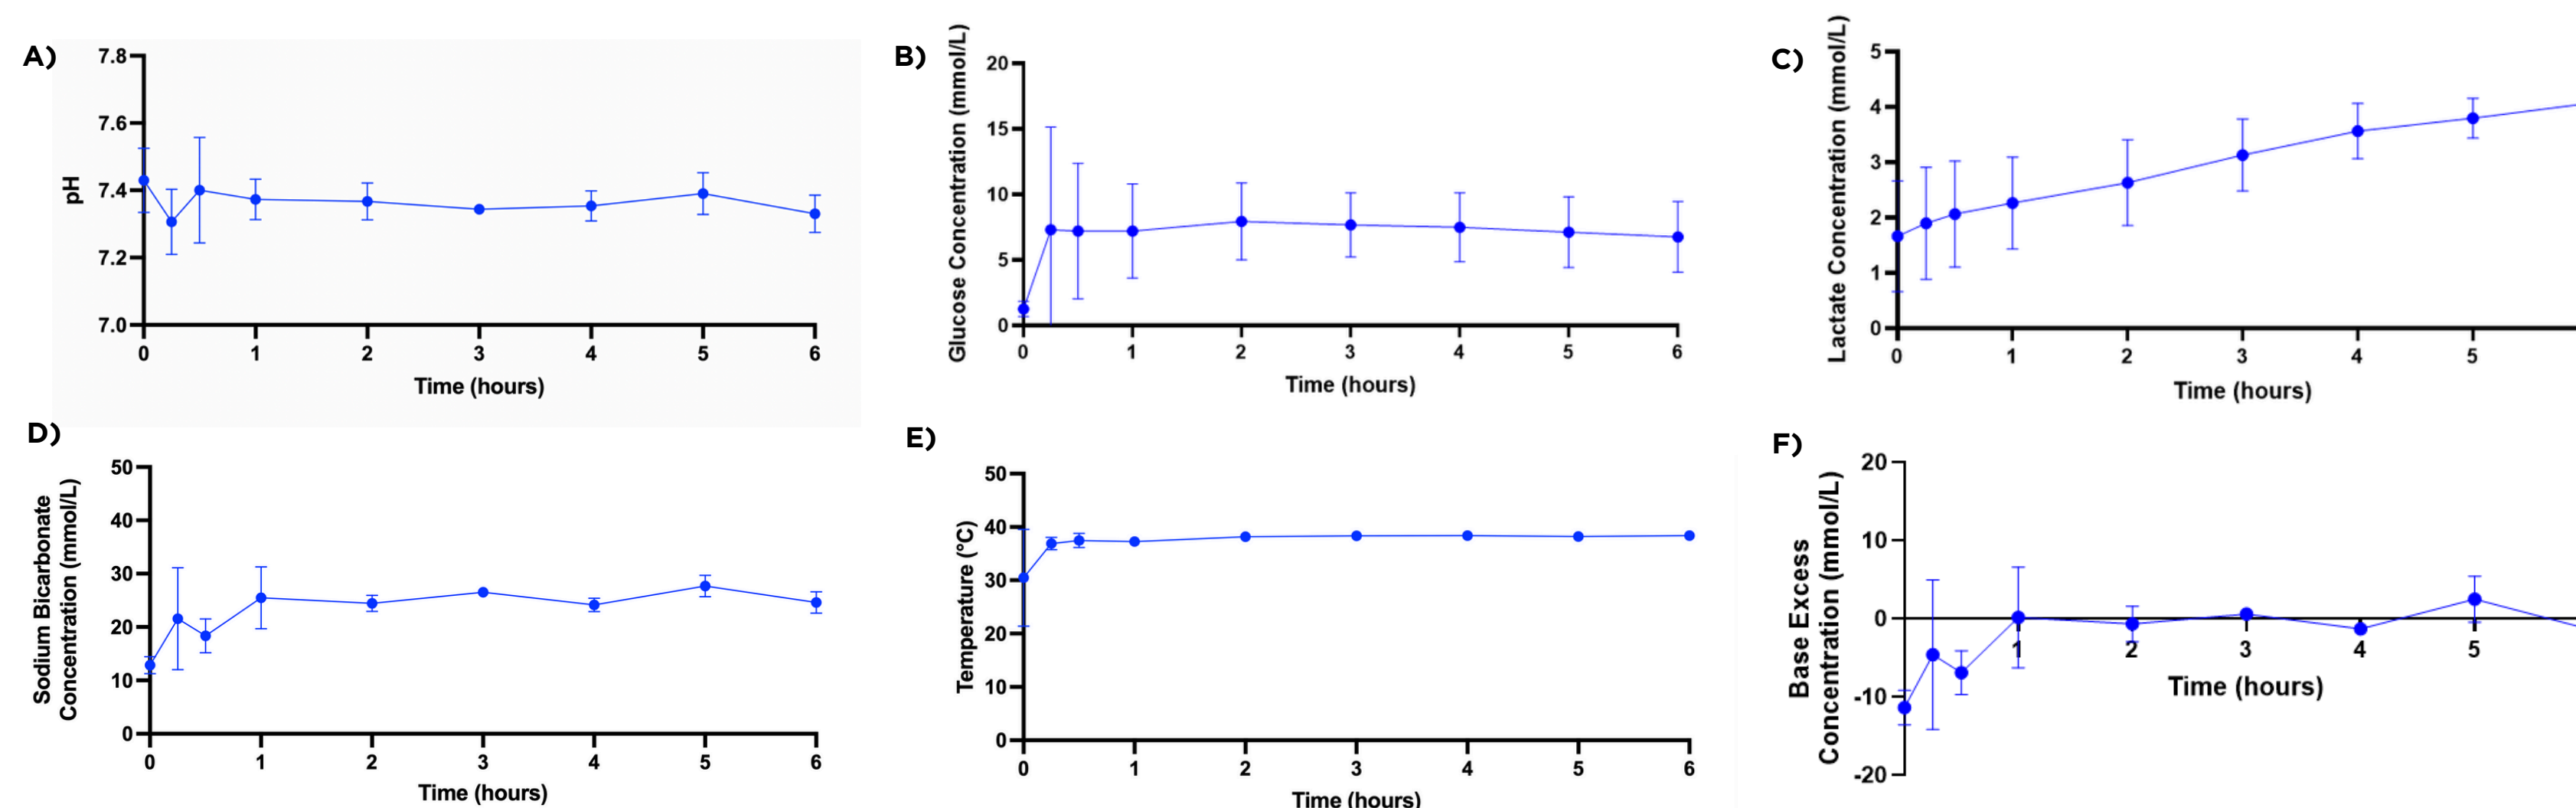 A)
pH
7.8
7.6
7.4
7.2
7.0
0 1 2 3 4 5 6
Time (hours)
B)
Glucose Concentration (mmol/L)
20
15
10
5
0
0 1 2 3 4 5 6
Time (hours)
C)
Lactate Concentration (mmol/L)
5
4
3
2
1
0
0 1 2 3 4 5
Time (hours)
D)
Sodium Bicarbonate
Concentration (mmol/L)
50
40
30
20
10
0
0 1 2 3 4 5 6
Time (hours)
E)
Temperature (°C)
50
40
30
20
10
0
0 1 2 3 4 5 6
Time (hours)
F)
Base Excess
Concentration (mmol/L)
20
10
0
-10
-20
1 2 3 4 5
Time (hours)